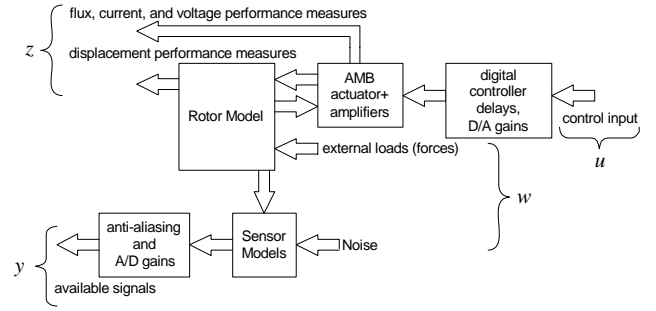 flux, current, and voltage performance measures
z
displacement performance measures
Rotor Model
AMB
actuator+
amplifiers
digital
controller
delays,
D/A gains
control input
u
external loads (forces)
w
anti-aliasing
and
A/D gains
Sensor
Models
Noise
y
available signals